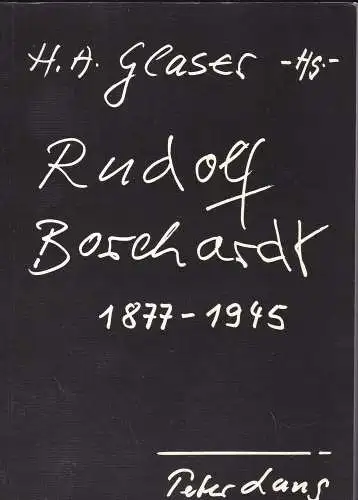 H. A. Glaser -Hg.-
Rudolf
Borchardt
1877-1945
Peter Lang